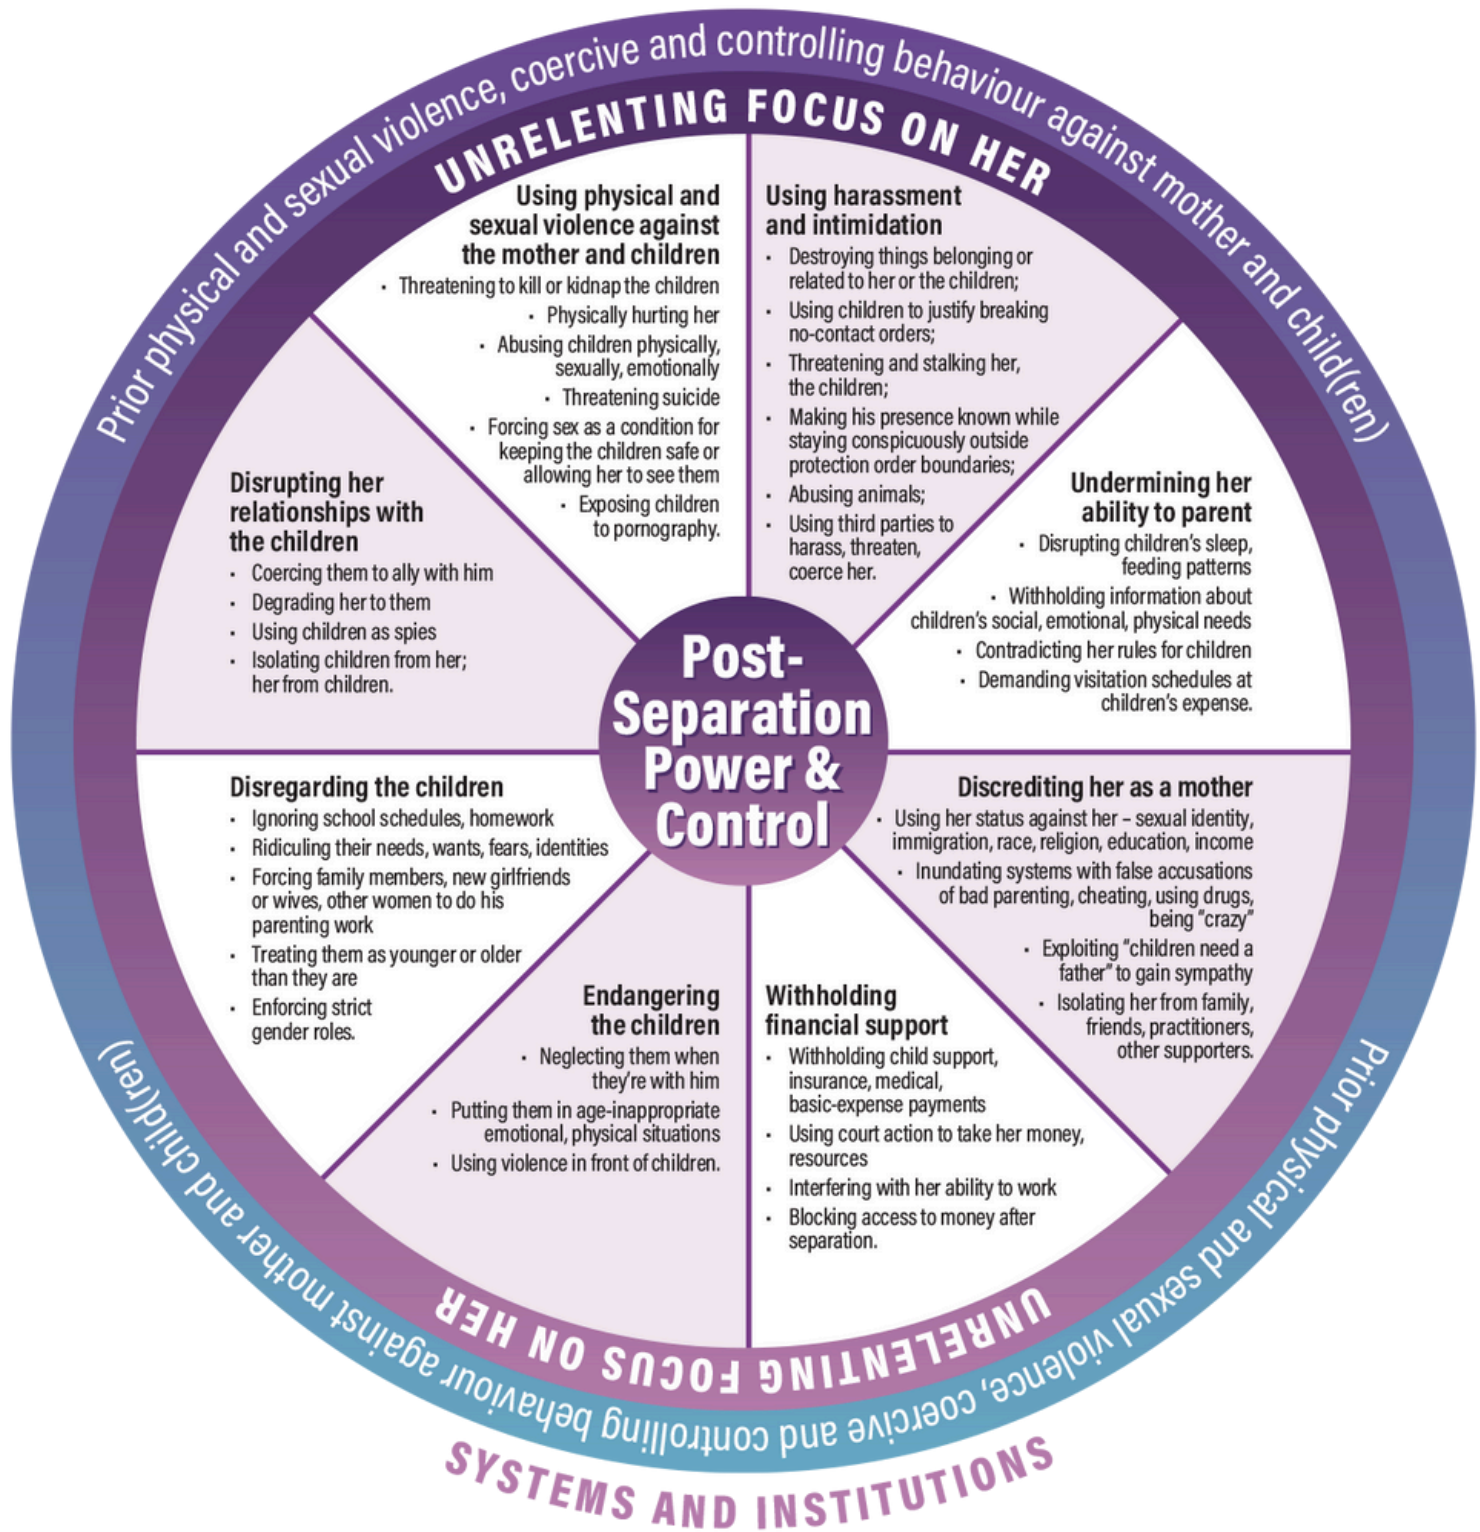 Prior physical and sexual violence, coercive and controlling behaviour against mother and child(ren)
UNRELENTING FOCUS ON HER
Using physical and
sexual violence against
the mother and children
· Threatening to kill or kidnap the children
· Physically hurting her
· Abusing children physically,
sexually, emotionally
· Threatening suicide
· Forcing sex as a condition for
keeping the children safe or
allowing her to see them
· Exposing children
to pornography.
Using harassment
and intimidation
· Destroying things belonging or
related to her or the children;
· Using children to justify breaking
no-contact orders;
· Threatening and stalking her,
the children;
· Making his presence known while
staying conspicuously outside
protection order boundaries;
· Abusing animals;
· Using third parties to
harass, threaten,
coerce her.
Undermining her
ability to parent
· Disrupting children’s sleep,
feeding patterns
· Withholding information about
children’s social, emotional, physical needs
· Contradicting her rules for children
· Demanding visitation schedules at
children’s expense.
Discrediting her as a mother
· Using her status against her – sexual identity,
immigration, race, religion, education, income
· Inundating systems with false accusations
of bad parenting, cheating, using drugs,
being “crazy”
· Exploiting “children need a
father” to gain sympathy
· Isolating her from family,
friends, practitioners,
other supporters.
Withholding
financial support
· Withholding child support,
insurance, medical,
basic-expense payments
· Using court action to take her money,
resources
· Interfering with her ability to work
· Blocking access to money after
separation.
Endangering
the children
· Neglecting them when
they’re with him
· Putting them in age-inappropriate
emotional, physical situations
· Using violence in front of children.
Disregarding the children
· Ignoring school schedules, homework
· Ridiculing their needs, wants, fears, identities
· Forcing family members, new girlfriends
or wives, other women to do his
parenting work
· Treating them as younger or older
than they are
· Enforcing strict
gender roles.
Disrupting her
relationships with
the children
· Coercing them to ally with him
· Degrading her to them
· Using children as spies
· Isolating children from her;
her from children.
Post-
Separation
Power &
Control
UNRELENTING FOCUS ON HER
Prior physical and sexual violence, coercive and controlling behaviour against mother and child(ren)
SYSTEMS AND INSTITUTIONS